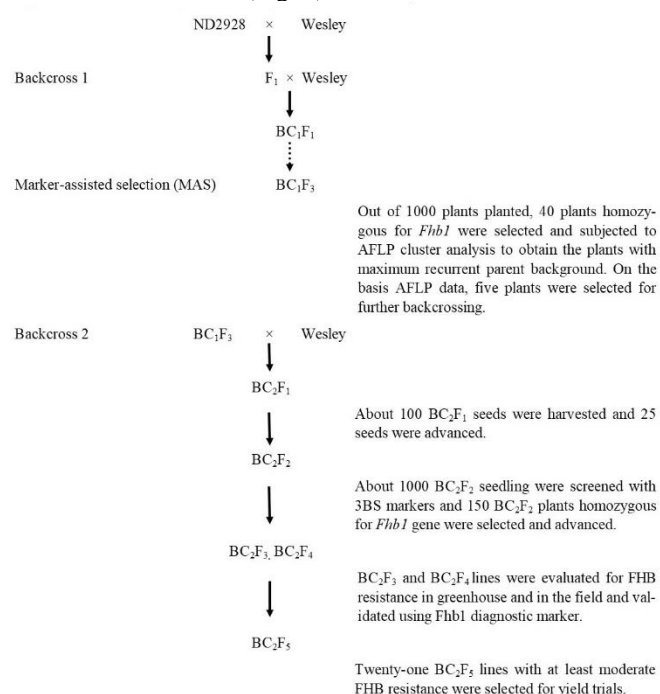 ND2928 × Wesley
Backcross 1 F₁ × Wesley
BC₁F₁
Marker-assisted selection (MAS) BC₁F₃
Out of 1000 plants planted, 40 plants homozy-
gous for Fhb1 were selected and subjected to
AFLP cluster analysis to obtain the plants with
maximum recurrent parent background. On the
basis AFLP data, five plants were selected for
further backcrossing.
Backcross 2 BC₁F₃ × Wesley
BC₂F₁
About 100 BC₂F₁ seeds were harvested and 25
seeds were advanced.
BC₂F₂
About 1000 BC₂F₂ seedling were screened with
3BS markers and 150 BC₂F₂ plants homozygous
for Fhb1 gene were selected and advanced.
BC₂F₃, BC₂F₄
BC₂F₃ and BC₂F₄ lines were evaluated for FHB
resistance in greenhouse and in the field and val-
idated using Fhb1 diagnostic marker.
BC₂F₅
Twenty-one BC₂F₅ lines with at least moderate
FHB resistance were selected for yield trials.